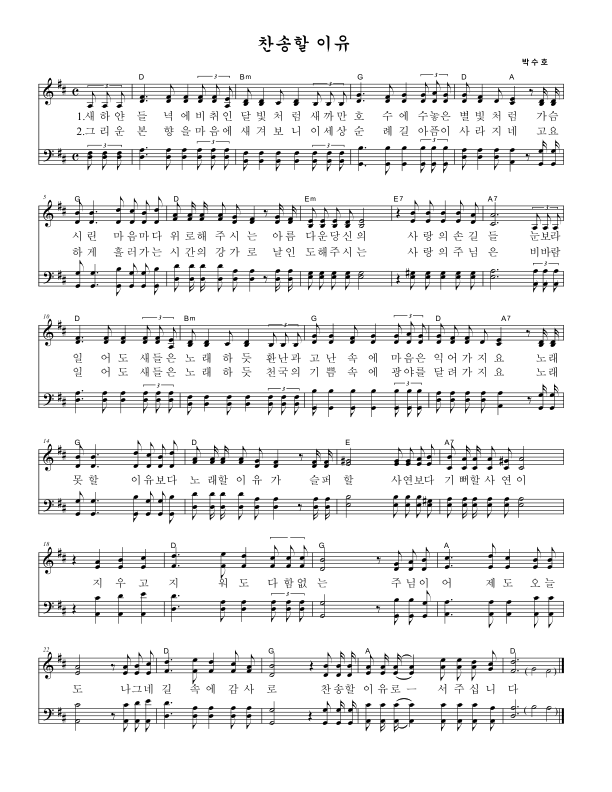 찬송할 이유
박수호
D Bm G D A
1.새하얀 들 녘에비취인 달빛처럼 새까만호 수에수놓은 별빛처럼 가슴
2.그리운 본 향을마음에 새겨보니 이세상순 례길아픔이 사라지네 고요
5
G D Em E7 A7
시린 마음마다 위로해주시는 아름 다운당신의 사랑의손길들 눈보라
하게 흘러가는 시간의강가로 날인 도해주시는 사랑의주님은 비바람
10
D Bm G D A7
일어도새들은 노래하듯 환난과 고난속에마음은 익어가지요 노래
일어도새들은 노래하듯 천국의 기쁨속에광야를 달려가지요 노래
14
G D E A7
못할 이유보다 노래할이유가 슬퍼할 사연보다 기뻐할사연이
18
D G A
지우고지 워도다함없는 주님이어 제도오늘
22
D G A D
도 나그네길 속에감사로 찬송할이유로ㅡ 서주십니다